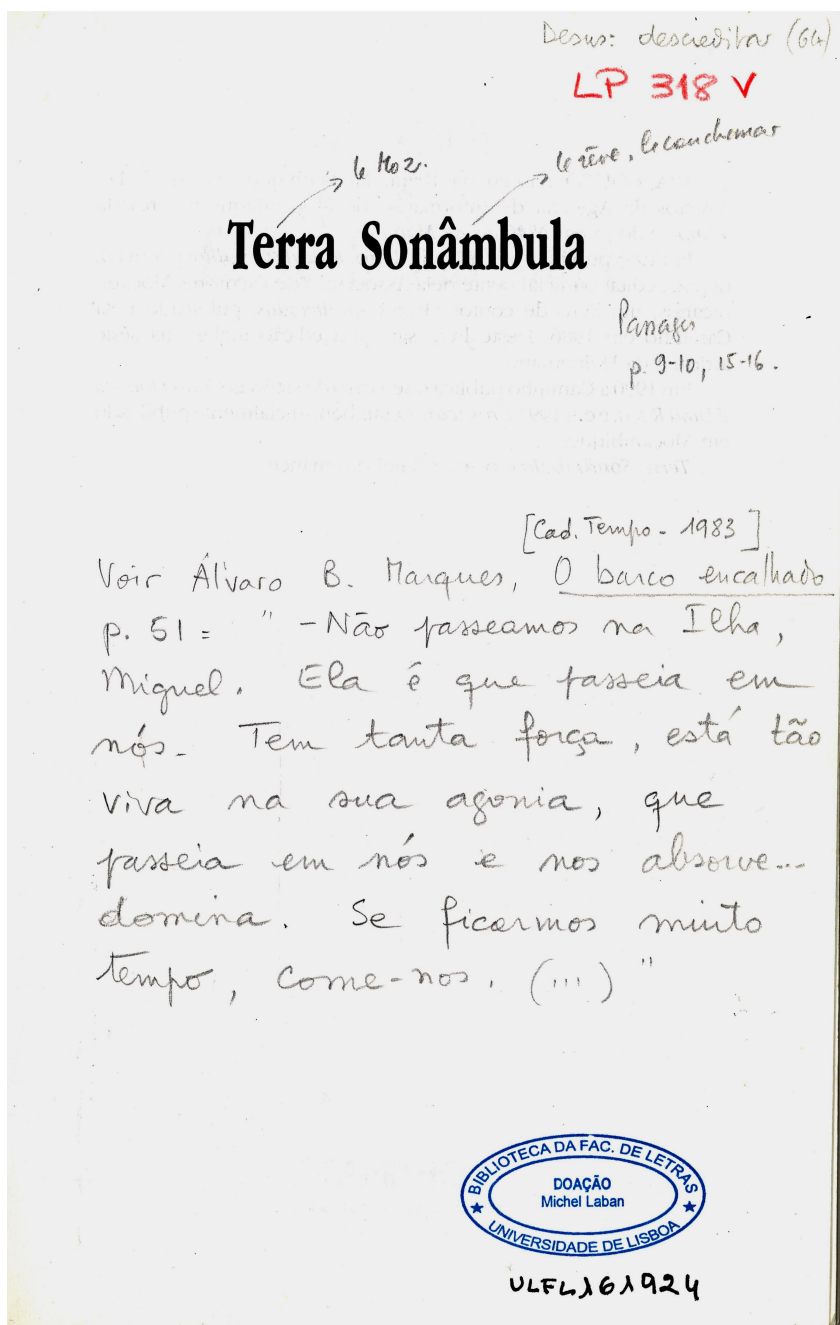 Desus: descreditar (64)
LP 318 V
le Moz.
le rêve, le cauchemar
Terra Sonâmbula
Passages
p. 9-10, 15-16.
[Cad. Tempo - 1983]
Voir Álvaro B. Marques, O barco encalhado
p. 51 = " - Não passeamos na Ilha,
Miguel. Ela é que passeia em
nós. Tem tanta força, está tão
viva na sua agonia, que
passeia em nós e nos absorve...
domina. Se ficarmos muito
tempo, come-nos. (...) "
BIBLIOTECA DA FAC. DE LETRAS
DOAÇÃO
Michel Laban
UNIVERSIDADE DE LISBOA
ULFL161924